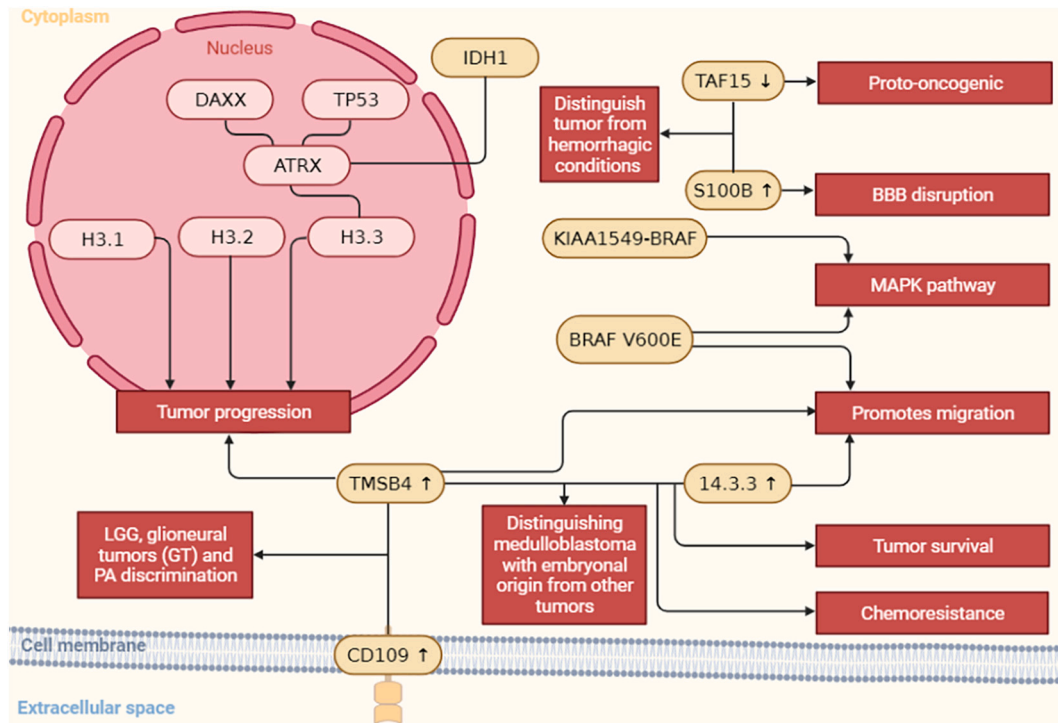 Cytoplasm
Nucleus
IDH1
DAXX
TP53
ATRX
H3.1
H3.2
H3.3
Tumor progression
TAF15 ↓
Proto-oncogenic
Distinguish
tumor from
hemorrhagic
conditions
S100B ↑
BBB disruption
KIAA1549-BRAF
MAPK pathway
BRAF V600E
Promotes migration
TMSB4 ↑
14.3.3 ↑
LGG, glioneural
tumors (GT) and
PA discrimination
Distinguishing
medulloblastoma
with embryonal
origin from other
tumors
Tumor survival
Chemoresistance
Cell membrane
CD109 ↑
Extracellular space